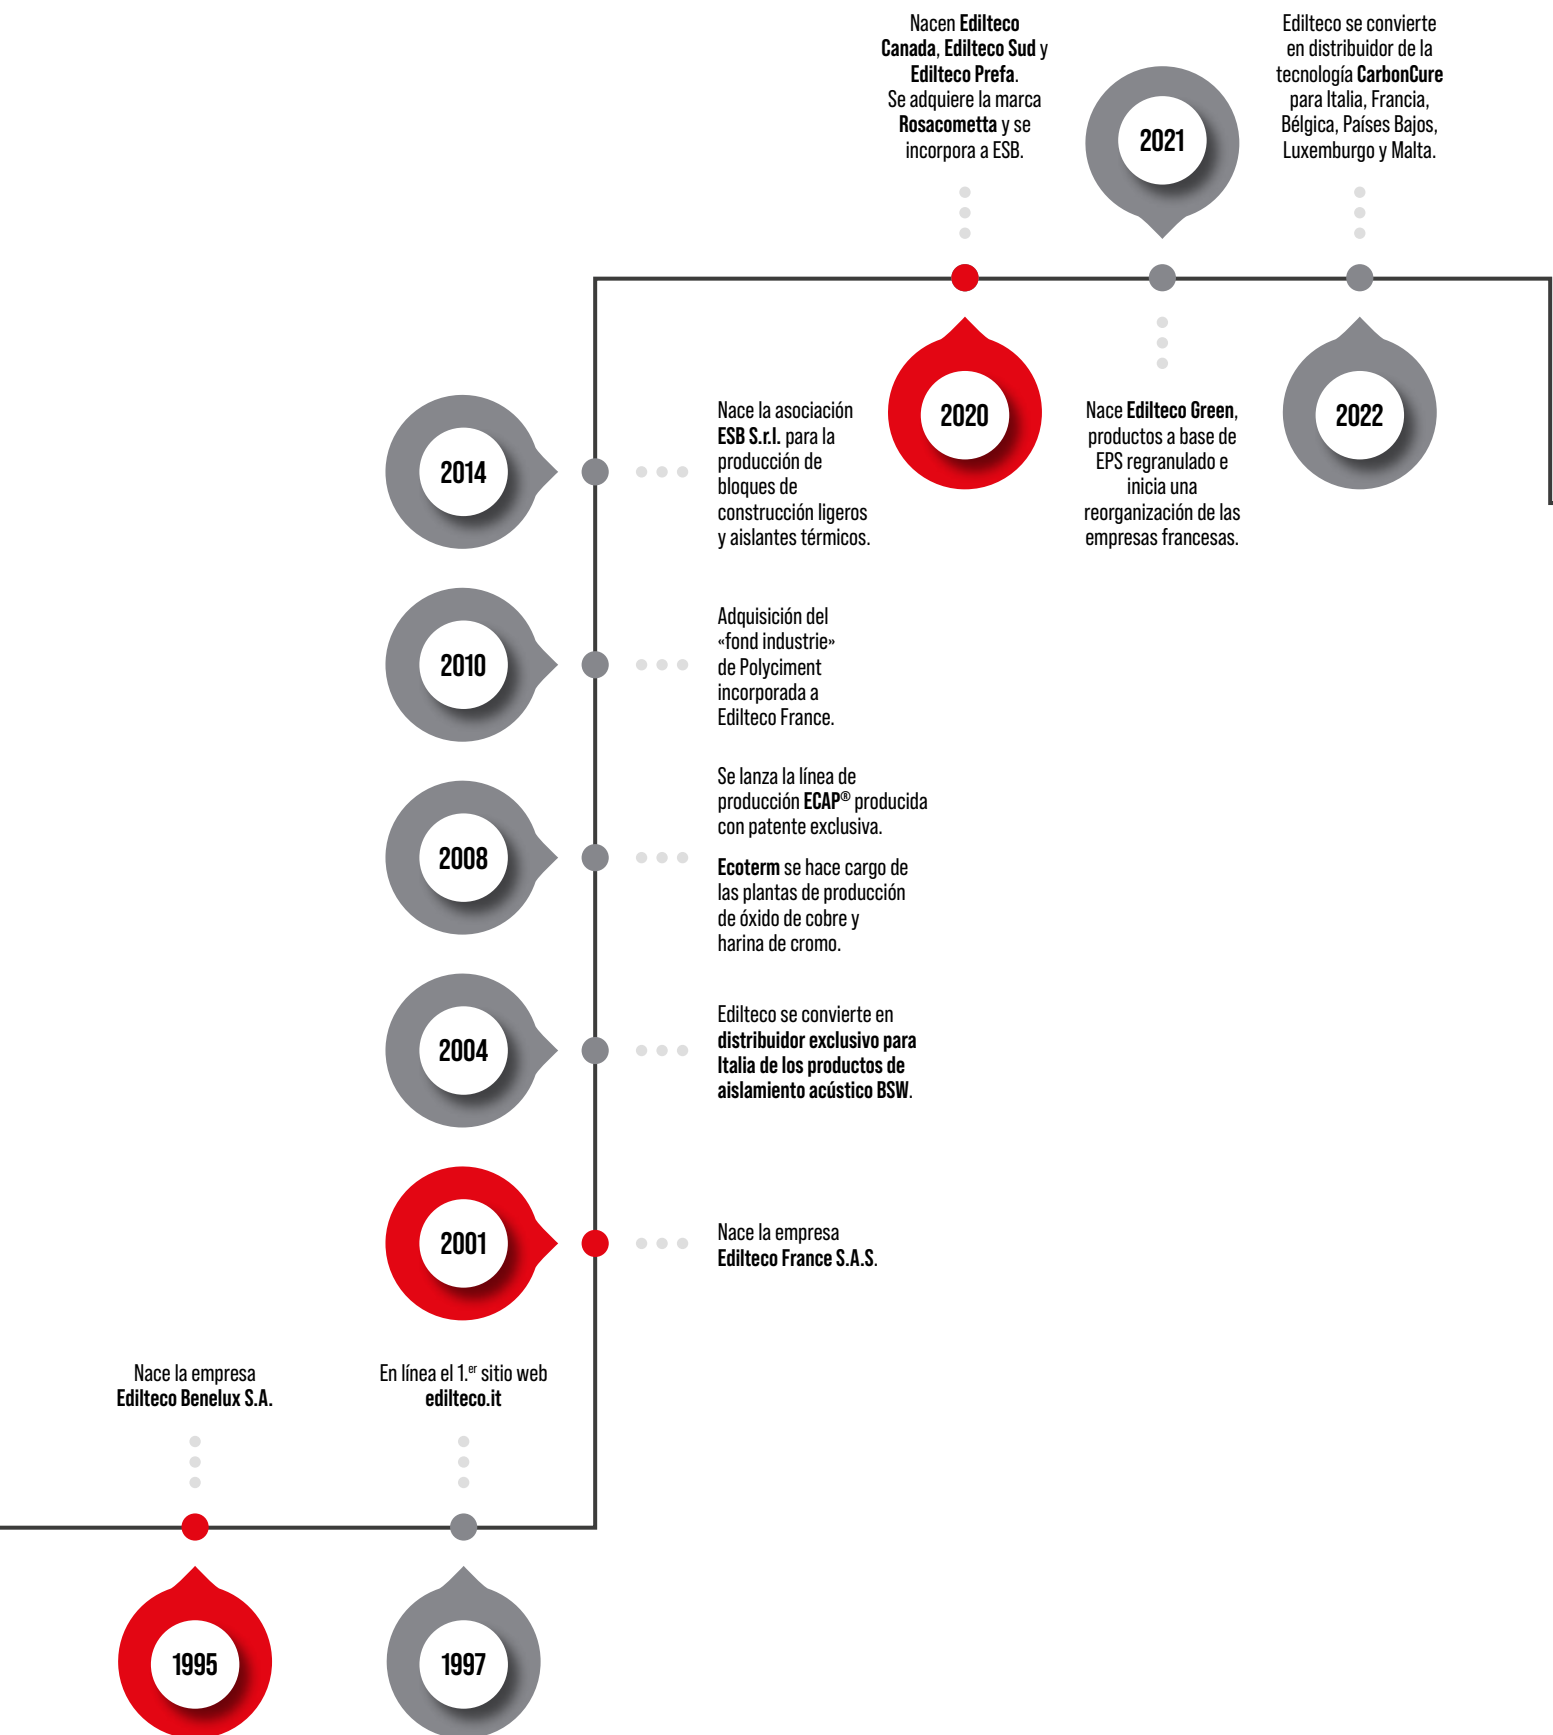 Nacen Edilteco
Canada, Edilteco Sud y
Edilteco Prefa.
Se adquiere la marca
Rosacometta y se
incorpora a ESB.
2020
2021
Nace Edilteco Green,
productos a base de
EPS regranulado e
inicia una
reorganización de las
empresas francesas.
Edilteco se convierte
en distribuidor de la
tecnología CarbonCure
para Italia, Francia,
Bélgica, Países Bajos,
Luxemburgo y Malta.
2022
2014
Nace la asociación
ESB S.r.l. para la
producción de
bloques de
construcción ligeros
y aislantes térmicos.
2010
Adquisición del
«fond industrie»
de Polyciment
incorporada a
Edilteco France.
2008
Se lanza la línea de
producción ECAP® producida
con patente exclusiva.
Ecoterm se hace cargo de
las plantas de producción
de óxido de cobre y
harina de cromo.
2004
Edilteco se convierte en
distribuidor exclusivo para
Italia de los productos de
aislamiento acústico BSW.
2001
Nace la empresa
Edilteco France S.A.S.
Nace la empresa
Edilteco Benelux S.A.
1995
En línea el 1.er sitio web
edilteco.it
1997